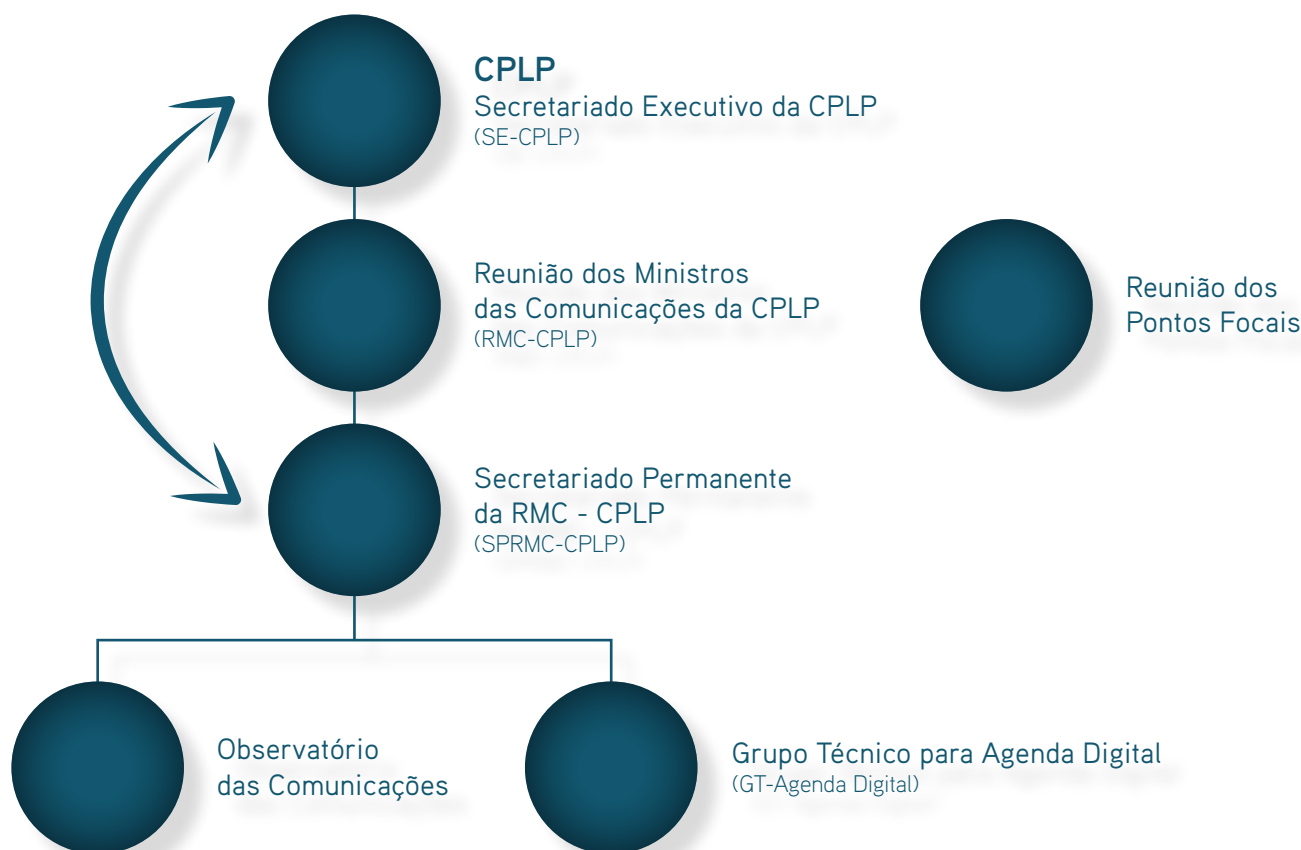 CPLP
Secretariado Executivo da CPLP
(SE-CPLP)
Reunião dos Ministros
das Comunicações da CPLP
(RMC-CPLP)
Reunião dos
Pontos Focais
Secretariado Permanente
da RMC - CPLP
(SPRMC-CPLP)
Observatório
das Comunicações
Grupo Técnico para Agenda Digital
(GT-Agenda Digital)